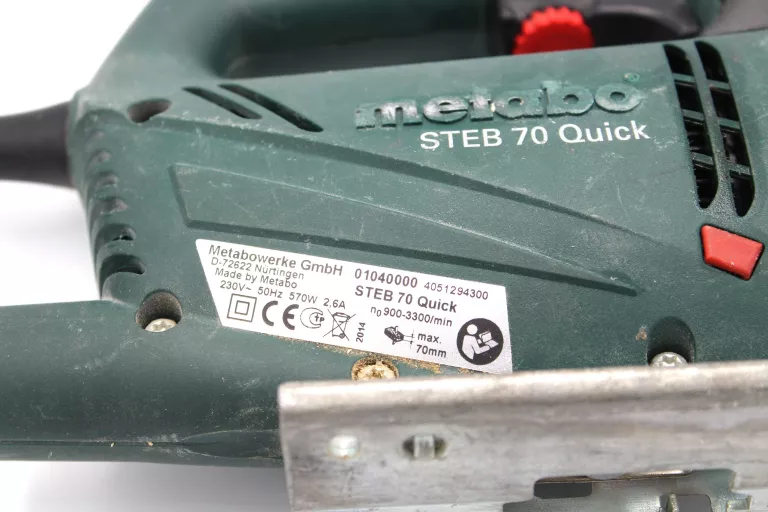 metabo
STEB 70 Quick
Metabowerke GmbH 01040000 4051294300
D-72622 Nürtingen
Made by Metabo STEB 70 Quick
230V~ 50Hz 570W 2,6A n0 900-3300/min
CE
2014
max.
70mm